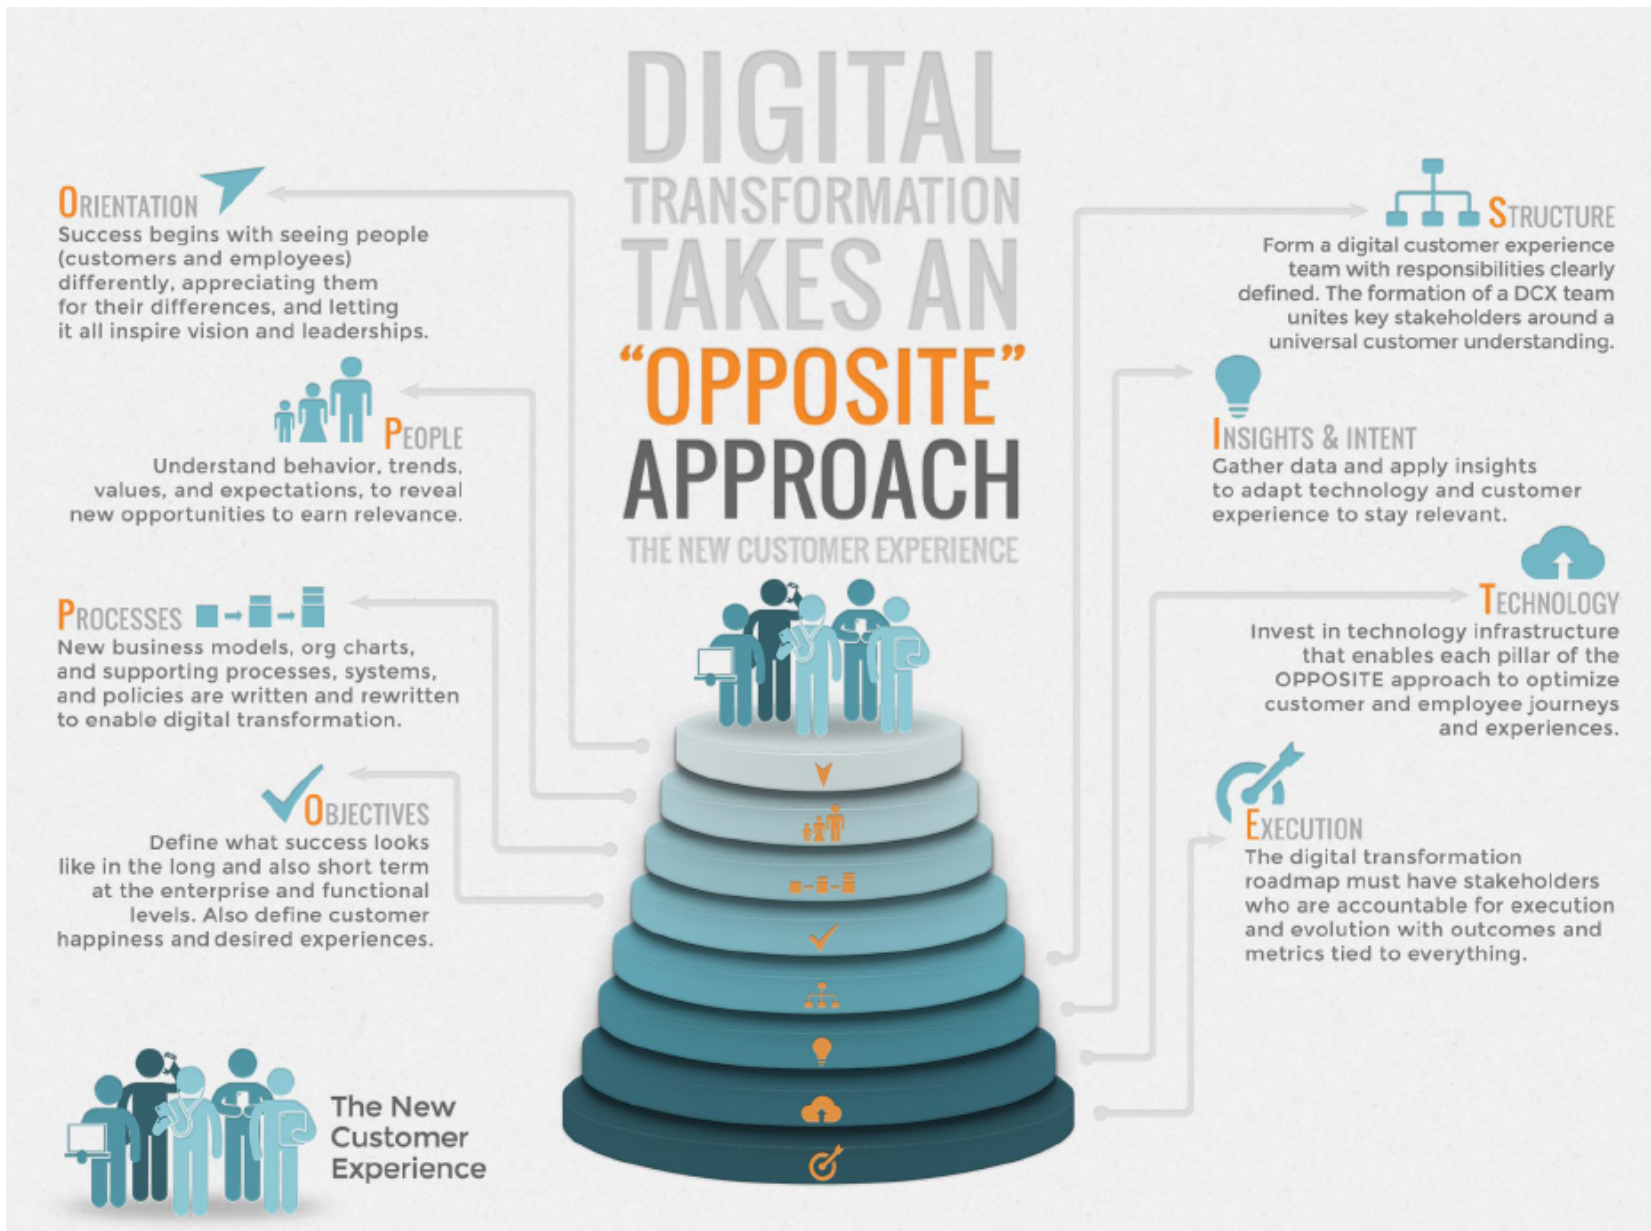 DIGITAL
TRANSFORMATION
TAKES AN
“OPPOSITE”
APPROACH
THE NEW CUSTOMER EXPERIENCE
ORIENTATION
Success begins with seeing people
(customers and employees)
differently, appreciating them
for their differences, and letting
it all inspire vision and leaderships.
PEOPLE
Understand behavior, trends,
values, and expectations, to reveal
new opportunities to earn relevance.
PROCESSES
New business models, org charts,
and supporting processes, systems,
and policies are written and rewritten
to enable digital transformation.
OBJECTIVES
Define what success looks
like in the long and also short term
at the enterprise and functional
levels. Also define customer
happiness and desired experiences.
STRUCTURE
Form a digital customer experience
team with responsibilities clearly
defined. The formation of a DCX team
unites key stakeholders around a
universal customer understanding.
INSIGHTS & INTENT
Gather data and apply insights
to adapt technology and customer
experience to stay relevant.
TECHNOLOGY
Invest in technology infrastructure
that enables each pillar of the
OPPOSITE approach to optimize
customer and employee journeys
and experiences.
EXECUTION
The digital transformation
roadmap must have stakeholders
who are accountable for execution
and evolution with outcomes and
metrics tied to everything.
The New
Customer
Experience